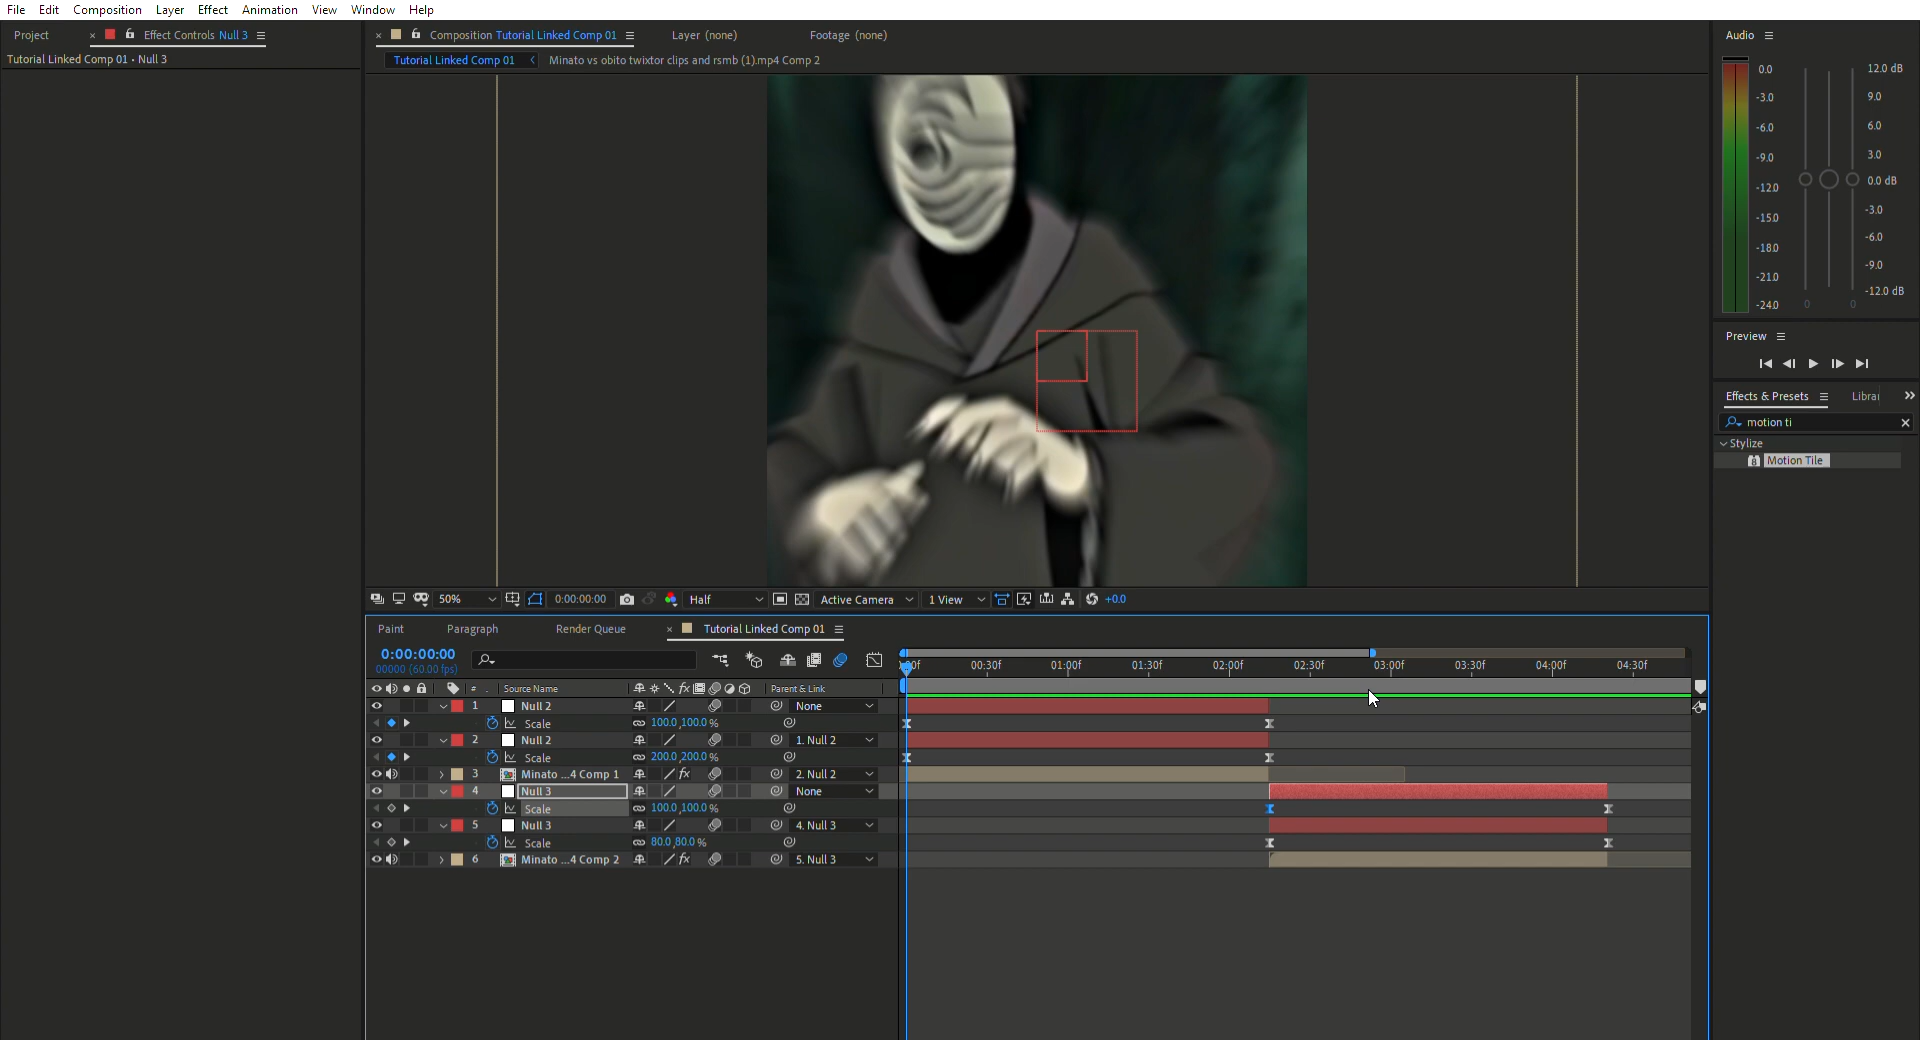 File Edit Composition Layer Effect Animation View Window Help
Project × Effect Controls Null 3
Tutorial Linked Comp 01 • Null 3
× Composition Tutorial Linked Comp 01 Layer (none) Footage (none)
Tutorial Linked Comp 01 Minato vs obito twixtor clips and rsmb (1).mp4 Comp 2
Audio
0.0 12.0 dB
-3.0 9.0
-6.0 6.0
-9.0 3.0
-12.0 0.0 dB
-15.0 -3.0
-18.0 -6.0
-21.0 -9.0
-24.0 0 0 -12.0 dB
Preview
Effects & Presets Librar
motion ti
Stylize
Motion Tile
50% 0:00:00:00 Half Active Camera 1 View +0.0
Paint Paragraph Render Queue × Tutorial Linked Comp 01
0:00:00:00
00000 (60.00 fps)
00:30f 01:00f 01:30f 02:00f 02:30f 03:00f 03:30f 04:00f 04:30f
# . Source Name fx Parent & Link
1 Null 2 None
Scale 100.0,100.0 %
2 Null 2 1. Null 2
Scale 200.0,200.0 %
3 Minato ...4 Comp 1 fx 2. Null 2
4 Null 3 None
Scale 100.0,100.0 %
5 Null 3 4. Null 3
Scale 80.0,80.0 %
6 Minato ...4 Comp 2 fx 5. Null 3